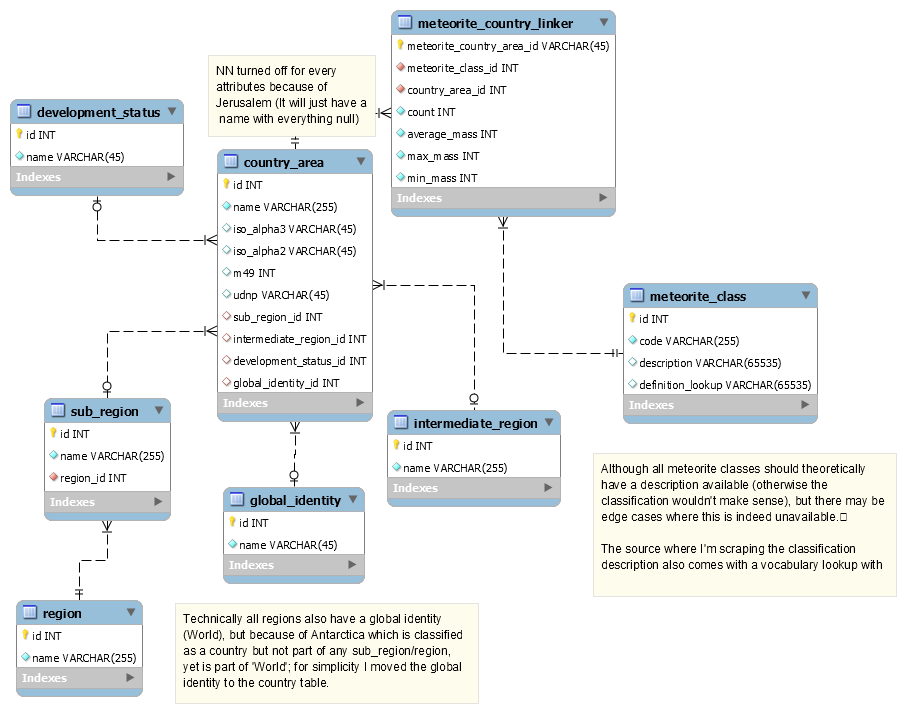 meteorite_country_linker
meteorite_country_area_id VARCHAR(45)
meteorite_class_id INT
country_area_id INT
count INT
average_mass INT
max_mass INT
min_mass INT
Indexes
NN turned off for every
attributes because of
Jerusalem (It will just have a
name with everything null)
development_status
id INT
name VARCHAR(45)
Indexes
country_area
id INT
name VARCHAR(255)
iso_alpha3 VARCHAR(45)
iso_alpha2 VARCHAR(45)
m49 INT
udnp VARCHAR(45)
sub_region_id INT
intermediate_region_id INT
development_status_id INT
global_identity_id INT
Indexes
meteorite_class
id INT
code VARCHAR(255)
description VARCHAR(65535)
definition_lookup VARCHAR(65535)
Indexes
sub_region
id INT
name VARCHAR(255)
region_id INT
Indexes
intermediate_region
id INT
name VARCHAR(255)
Indexes
global_identity
id INT
name VARCHAR(45)
Indexes
Although all meteorite classes should theoretically
have a description available (otherwise the
classification wouldn't make sense), but there may be
edge cases where this is indeed unavailable.
The source where I'm scraping the classification
description also comes with a vocabulary lookup with
region
id INT
name VARCHAR(255)
Indexes
Technically all regions also have a global identity
(World), but because of Antarctica which is classified
as a country but not part of any sub_region/region,
yet is part of 'World'; for simplicity I moved the global
identity to the country table.